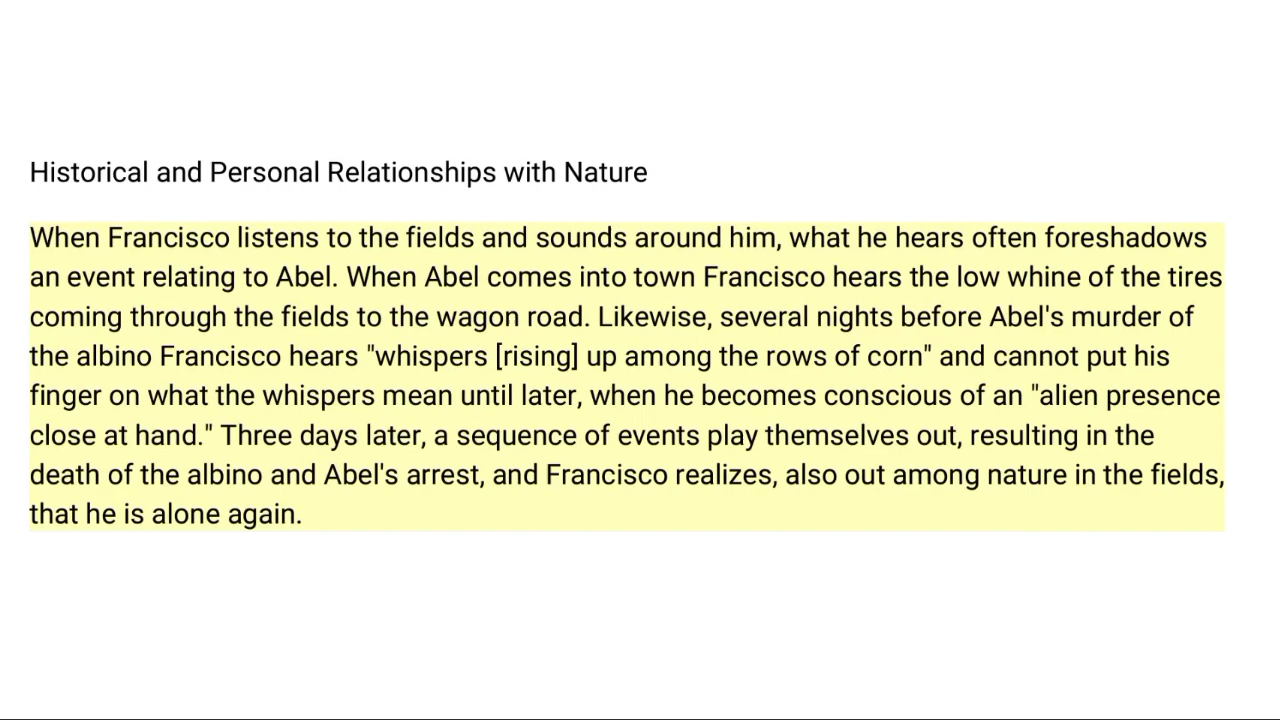 Historical and Personal Relationships with Nature
When Francisco listens to the fields and sounds around him, what he hears often foreshadows
an event relating to Abel. When Abel comes into town Francisco hears the low whine of the tires
coming through the fields to the wagon road. Likewise, several nights before Abel's murder of
the albino Francisco hears "whispers [rising] up among the rows of corn" and cannot put his
finger on what the whispers mean until later, when he becomes conscious of an "alien presence
close at hand." Three days later, a sequence of events play themselves out, resulting in the
death of the albino and Abel's arrest, and Francisco realizes, also out among nature in the fields,
that he is alone again.